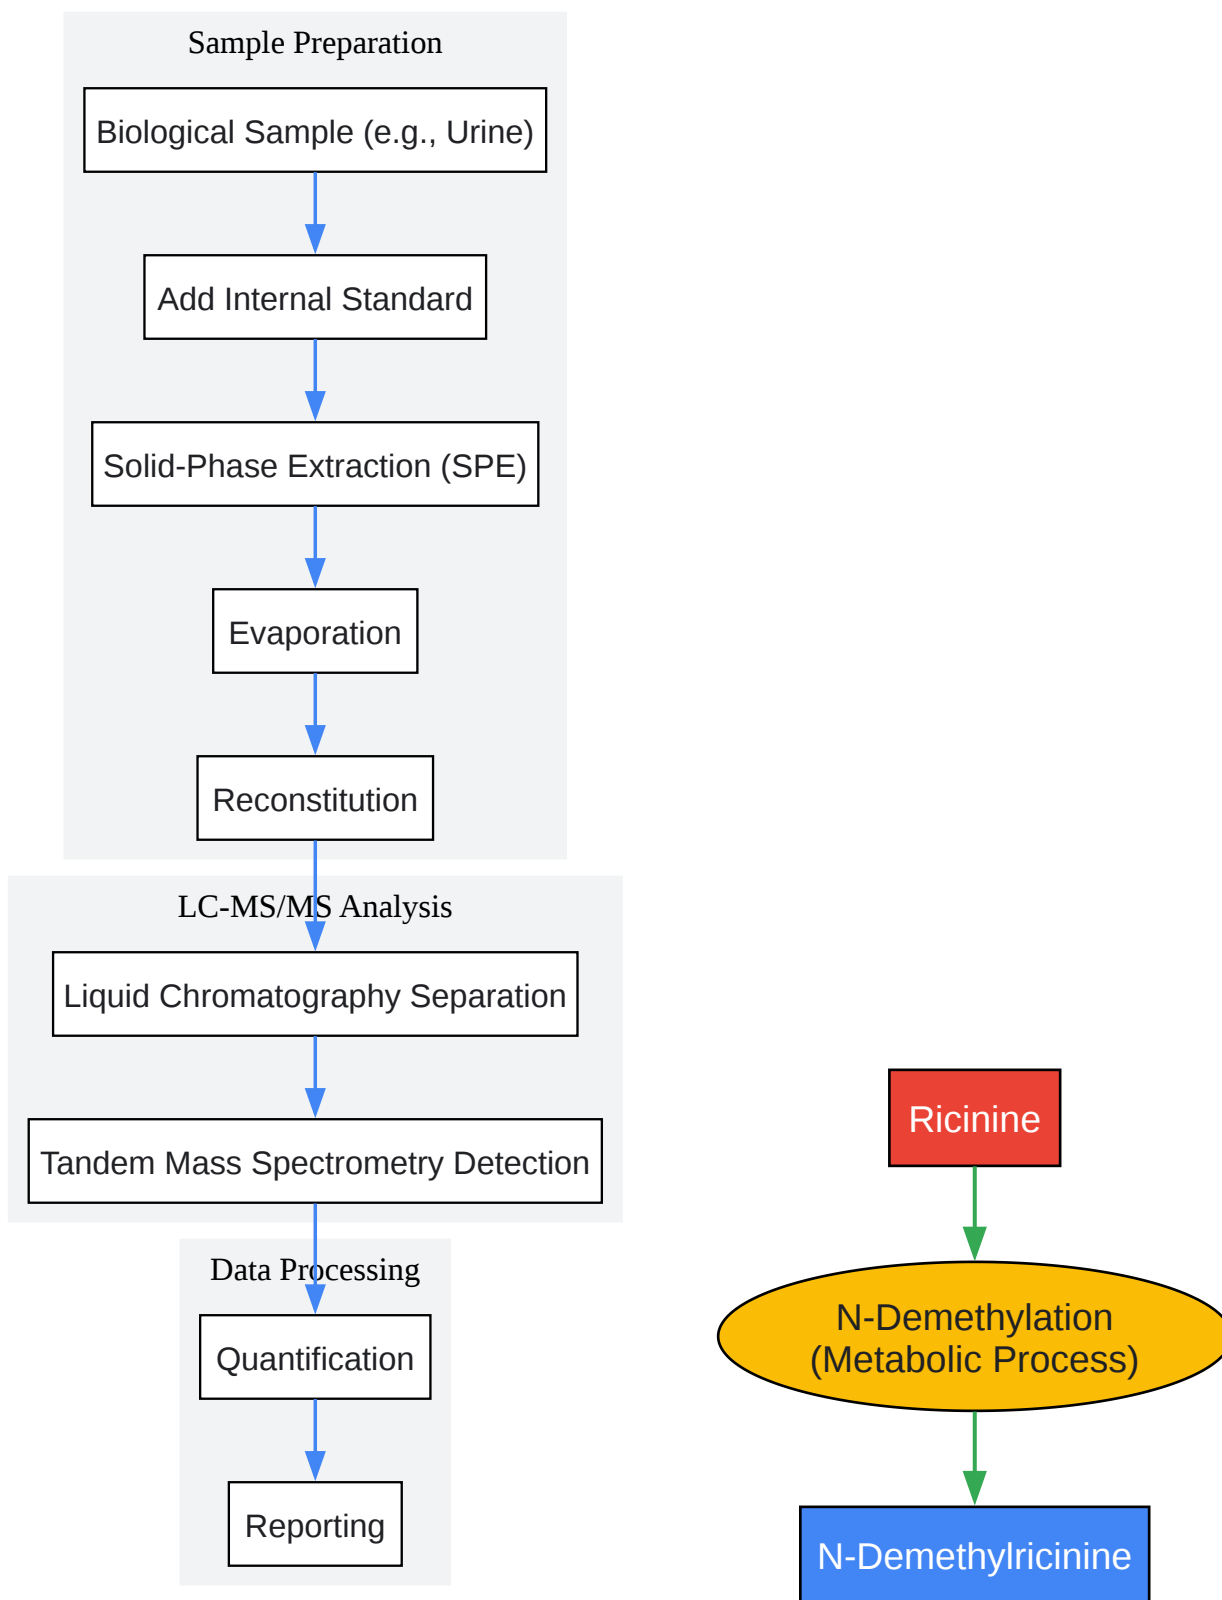 Sample Preparation
Biological Sample (e.g., Urine)
Add Internal Standard
Solid-Phase Extraction (SPE)
Evaporation
Reconstitution
LC-MS/MS Analysis
Liquid Chromatography Separation
Tandem Mass Spectrometry Detection
Data Processing
Quantification
Reporting
Ricinine
N-Demethylation
(Metabolic Process)
N-Demethylricinine